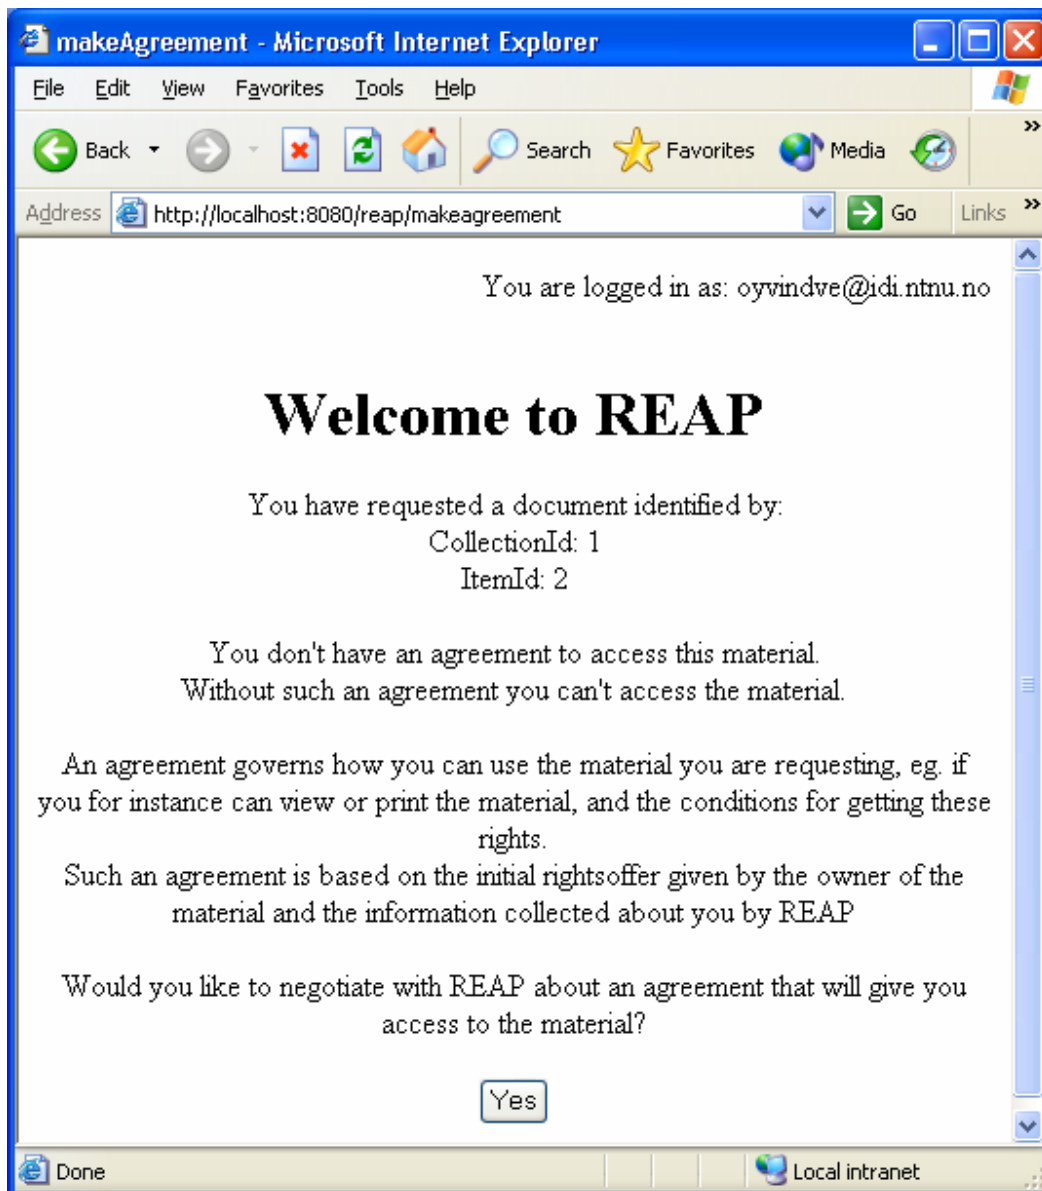 makeAgreement - Microsoft Internet Explorer
File Edit View Favorites Tools Help
Back Search Favorites Media »
Address http://localhost:8080/reap/makeagreement Go Links »
You are logged in as: oyvindve@idi.ntnu.no
Welcome to REAP
You have requested a document identified by:
CollectionId: 1
ItemId: 2
You don't have an agreement to access this material.
Without such an agreement you can't access the material.
An agreement governs how you can use the material you are requesting, eg. if
you for instance can view or print the material, and the conditions for getting these
rights.
Such an agreement is based on the initial rightsoffer given by the owner of the
material and the information collected about you by REAP
Would you like to negotiate with REAP about an agreement that will give you
access to the material?
Yes
Done Local intranet